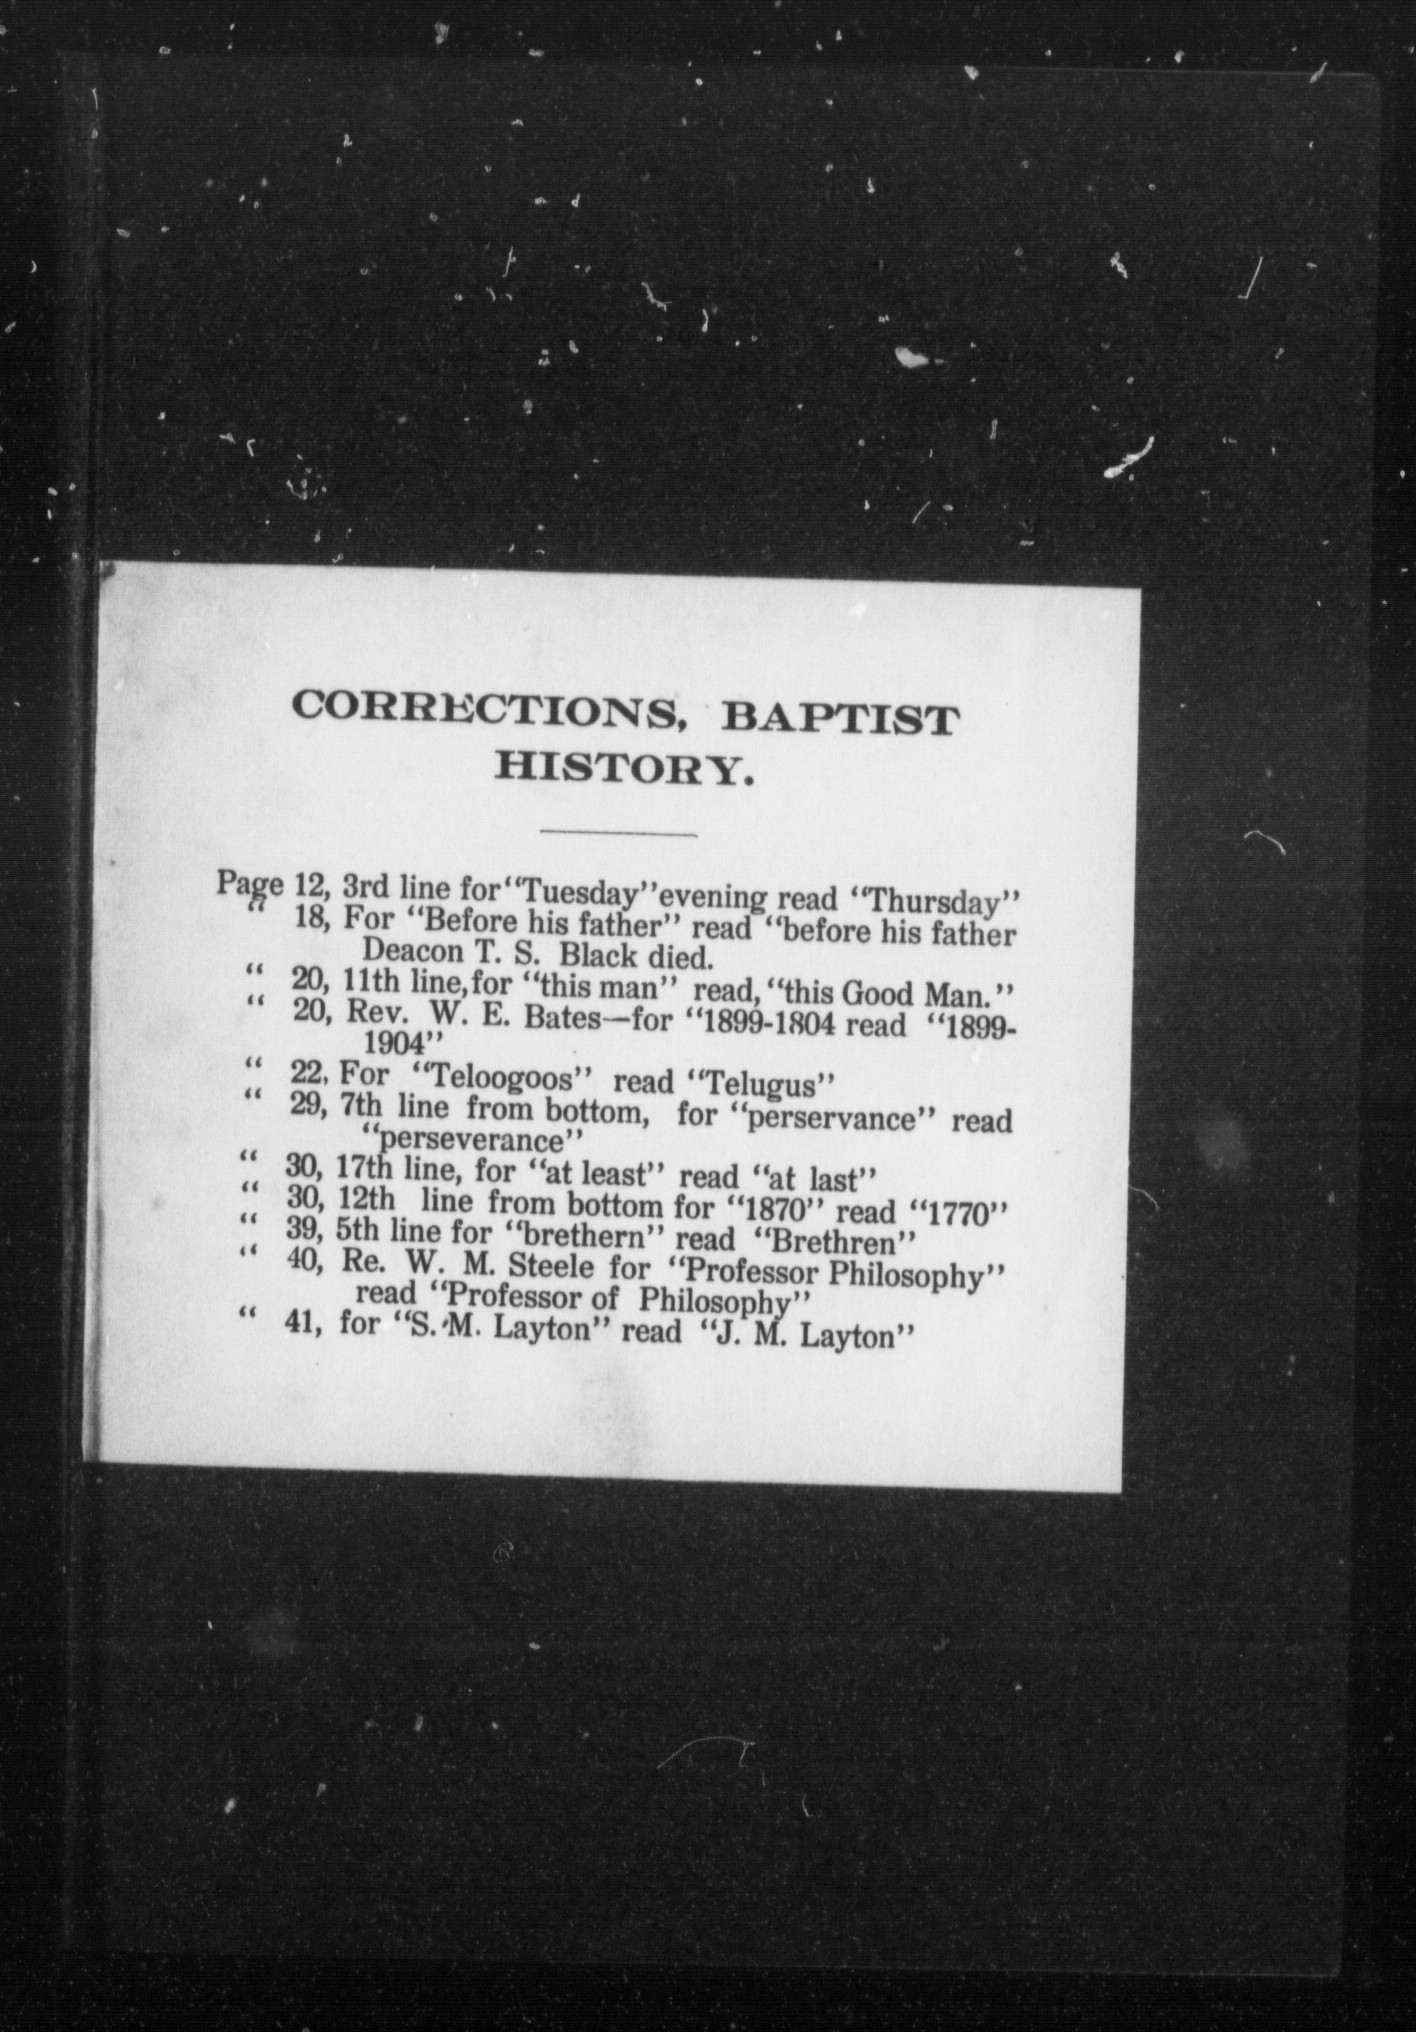 CORRECTIONS, BAPTIST
HISTORY.
Page 12, 3rd line for "Tuesday" evening read "Thursday"
" 18, For "Before his father" read "before his father
Deacon T. S. Black died.
" 20, 11th line, for "this man" read, "this Good Man."
" 20, Rev. W. E. Bates—for "1899-1804 read "1899-
1904"
" 22, For "Teloogoos" read "Telugus"
" 29, 7th line from bottom, for "perservance" read
"perseverance"
" 30, 17th line, for "at least" read "at last"
" 30, 12th line from bottom for "1870" read "1770"
" 39, 5th line for "brethern" read "Brethren"
" 40, Re. W. M. Steele for "Professor Philosophy"
read "Professor of Philosophy"
" 41, for "S. M. Layton" read "J. M. Layton"